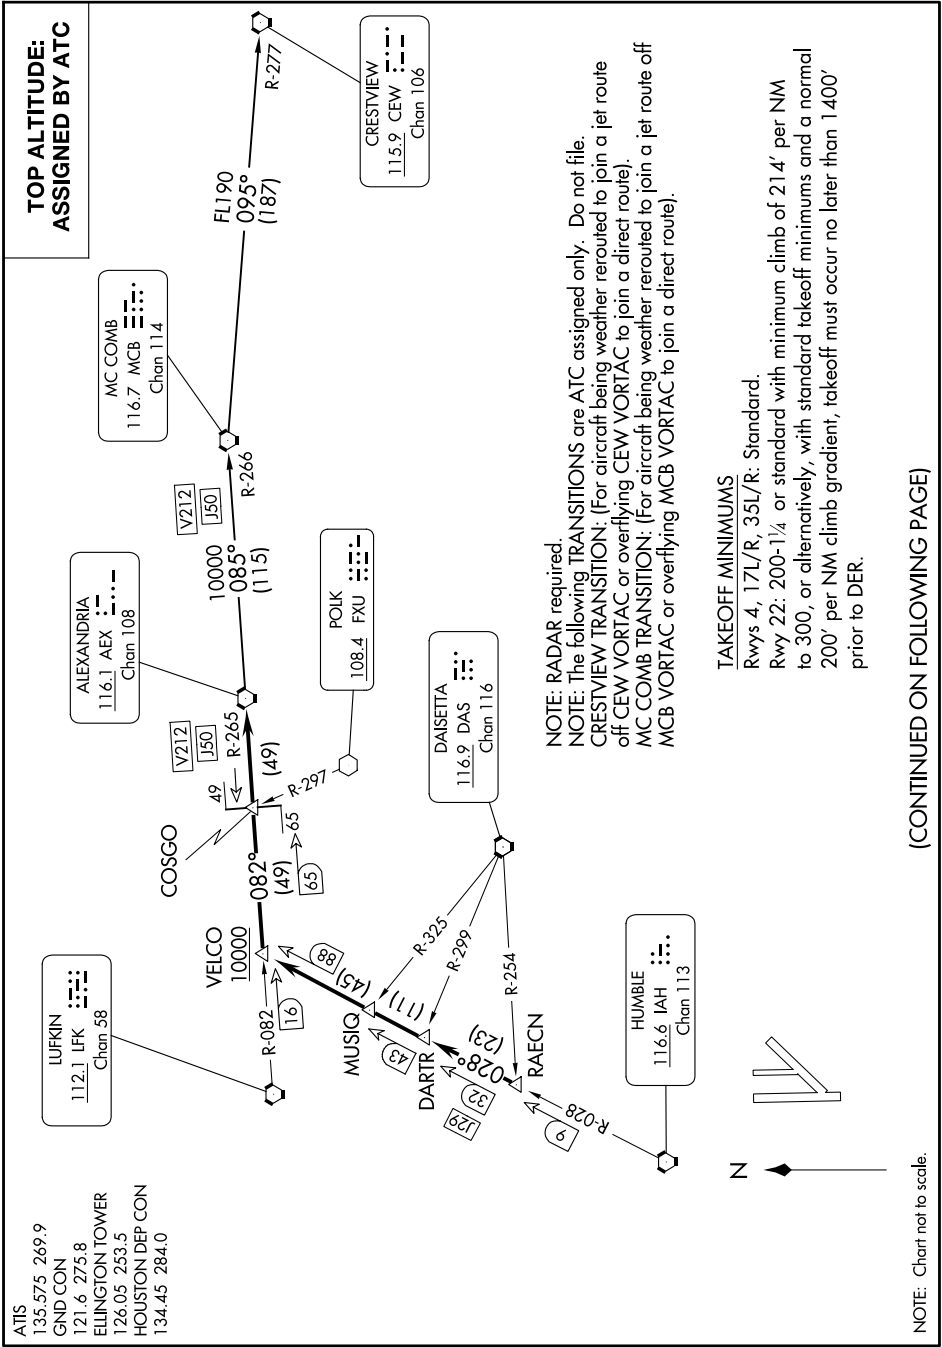 TOP ALTITUDE:
ASSIGNED BY ATC
ATIS
135.575 269.9
GND CON
121.6 275.8
ELLINGTON TOWER
126.05 253.5
HOUSTON DEP CON
134.45 284.0
LUFKIN
112.1 LFK
Chan 58
ALEXANDRIA
116.1 AEX
Chan 108
MC COMB
116.7 MCB
Chan 114
CRESTVIEW
115.9 CEW
Chan 106
R-277
FL190
095°
(187)
V212
J50
R-266
10000
085°
(115)
V212
J50
R-265
(49)
49
COSGO
65
65
082°
(49)
R-297
POLK
108.4 FXU
VELCO
10000
R-082
16
88
(45)
MUSIQ
R-325
DAISETTA
116.9 DAS
Chan 116
43
(11)
R-299
DARTR
(23)
028°
32
J29
R-254
RAECN
9
R-028
HUMBLE
116.6 IAH
Chan 113
N
NOTE: RADAR required.
NOTE: The following TRANSITIONS are ATC assigned only. Do not file.
CRESTVIEW TRANSITION: (For aircraft being weather rerouted to join a jet route
off CEW VORTAC or overflying CEW VORTAC to join a direct route).
MC COMB TRANSITION: (For aircraft being weather rerouted to join a jet route off
MCB VORTAC or overflying MCB VORTAC to join a direct route).
TAKEOFF MINIMUMS
Rwys 4, 17L/R, 35L/R: Standard.
Rwy 22: 200-1¼ or standard with minimum climb of 214' per NM
to 300, or alternatively, with standard takeoff minimums and a normal
200' per NM climb gradient, takeoff must occur no later than 1400'
prior to DER.
NOTE: Chart not to scale.
(CONTINUED ON FOLLOWING PAGE)